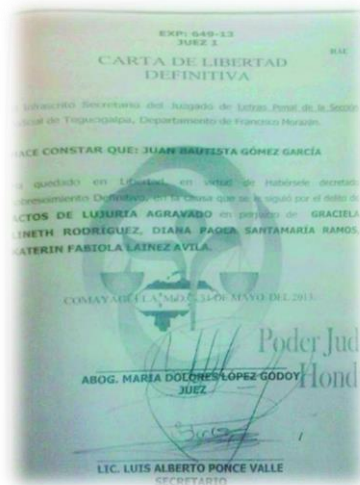 EXP: 649-13
JUEZ 1
CARTA DE LIBERTAD
DEFINITIVA
Infrascrito Secretario del Juzgado de Letras Penal de la Sección
Judicial de Tegucigalpa, Departamento de Francisco Morazán.
HACE CONSTAR QUE: JUAN BAUTISTA GÓMEZ GARCÍA
ha quedado en Libertad, en virtud de Habérsele decretado
Sobreseimiento Definitivo, en la causa que se le siguió por el delito de
ACTOS DE LUJURIA AGRAVADO en perjuicio de GRACIELA
LINETH RODRÍGUEZ, DIANA PAOLA SANTAMARÍA RAMOS,
KATERIN FABIOLA LAINEZ AVILA.
COMAYAGÜELA, M.D.C., 31 DE MAYO DEL
Poder Jud
Hond
ABOG. MARIA DOLORES LÓPEZ GODOY
JUEZ
LIC. LUIS ALBERTO PONCE VALLE
SECRETARIO